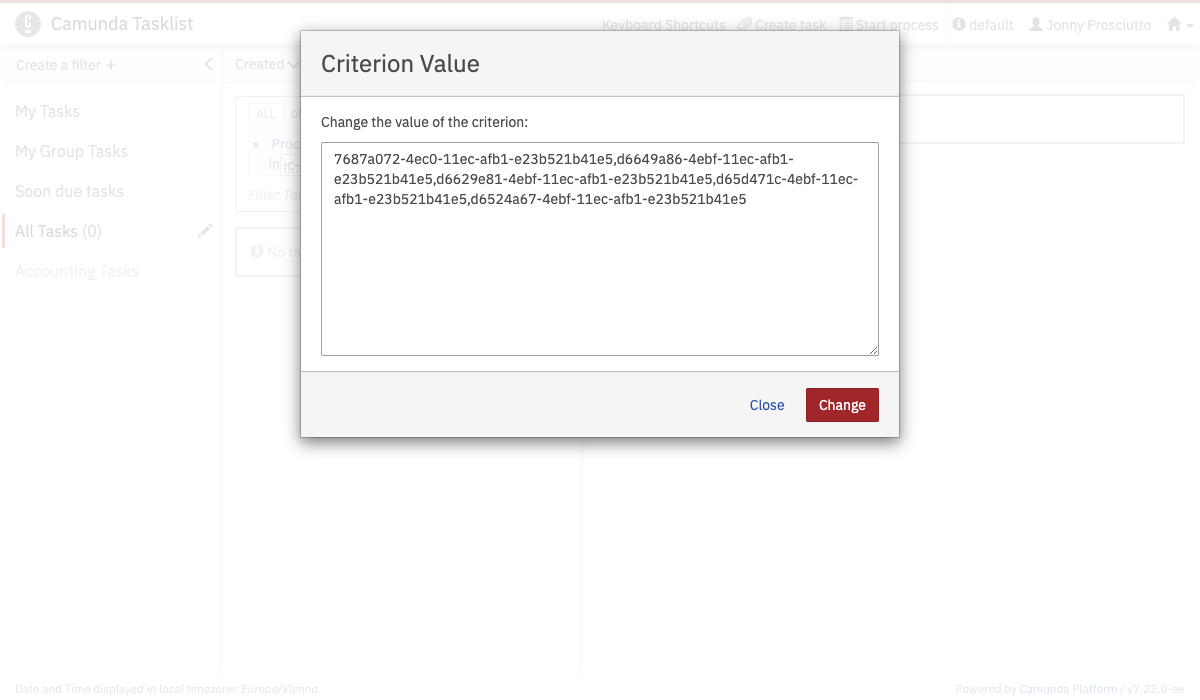 Camunda Tasklist
Keyboard Shortcuts Create task Start process default Jonny Prosciutto
Create a filter +
Created
My Tasks
My Group Tasks
Soon due tasks
All Tasks (0)
Accounting Tasks
ALL
in
Criterion Value
Change the value of the criterion:
7687a072-4ec0-11ec-afb1-e23b521b41e5,d6649a86-4ebf-11ec-afb1-
e23b521b41e5,d6629e81-4ebf-11ec-afb1-e23b521b41e5,d65d471c-4ebf-11ec-
afb1-e23b521b41e5,d6524a67-4ebf-11ec-afb1-e23b521b41e5
Close
Change
Filter
No
Date and Time displayed in local timezone: Europe/Vienna
Powered by Camunda Platform / v7.22.0-ee